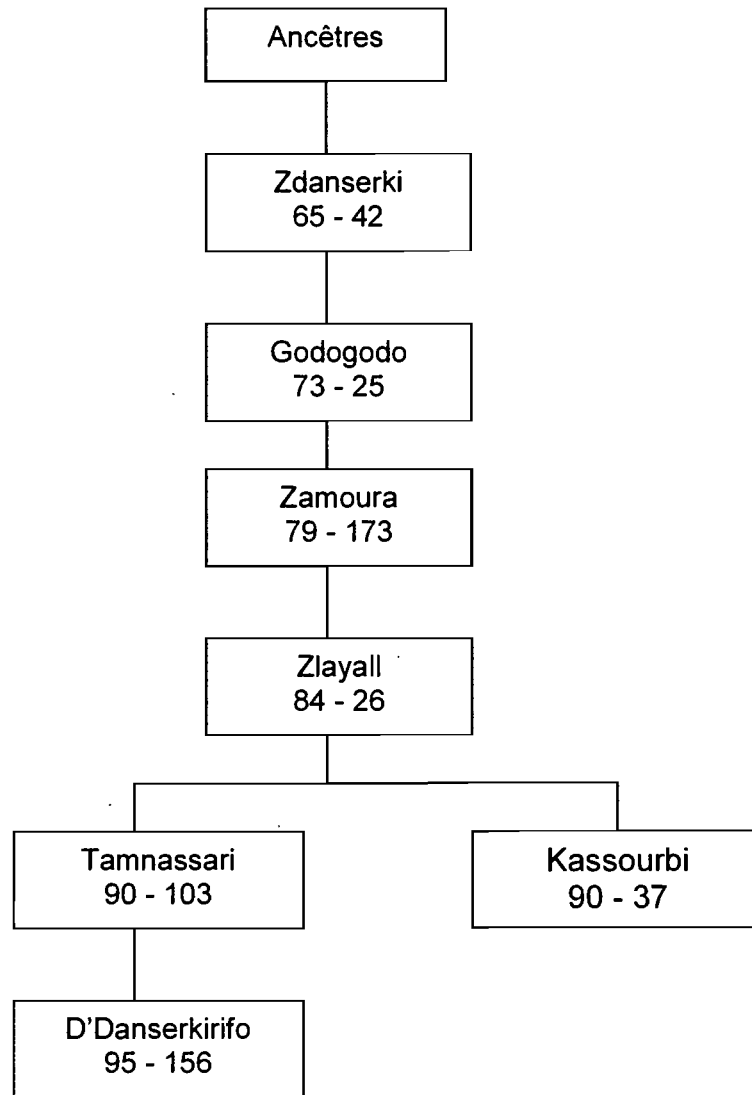 Ancêtres
Zdanserki
65 - 42
Godogodo
73 - 25
Zamoura
79 - 173
Zlayall
84 - 26
Tamnassari
90 - 103
Kassourbi
90 - 37
D'Danserkirifo
95 - 156